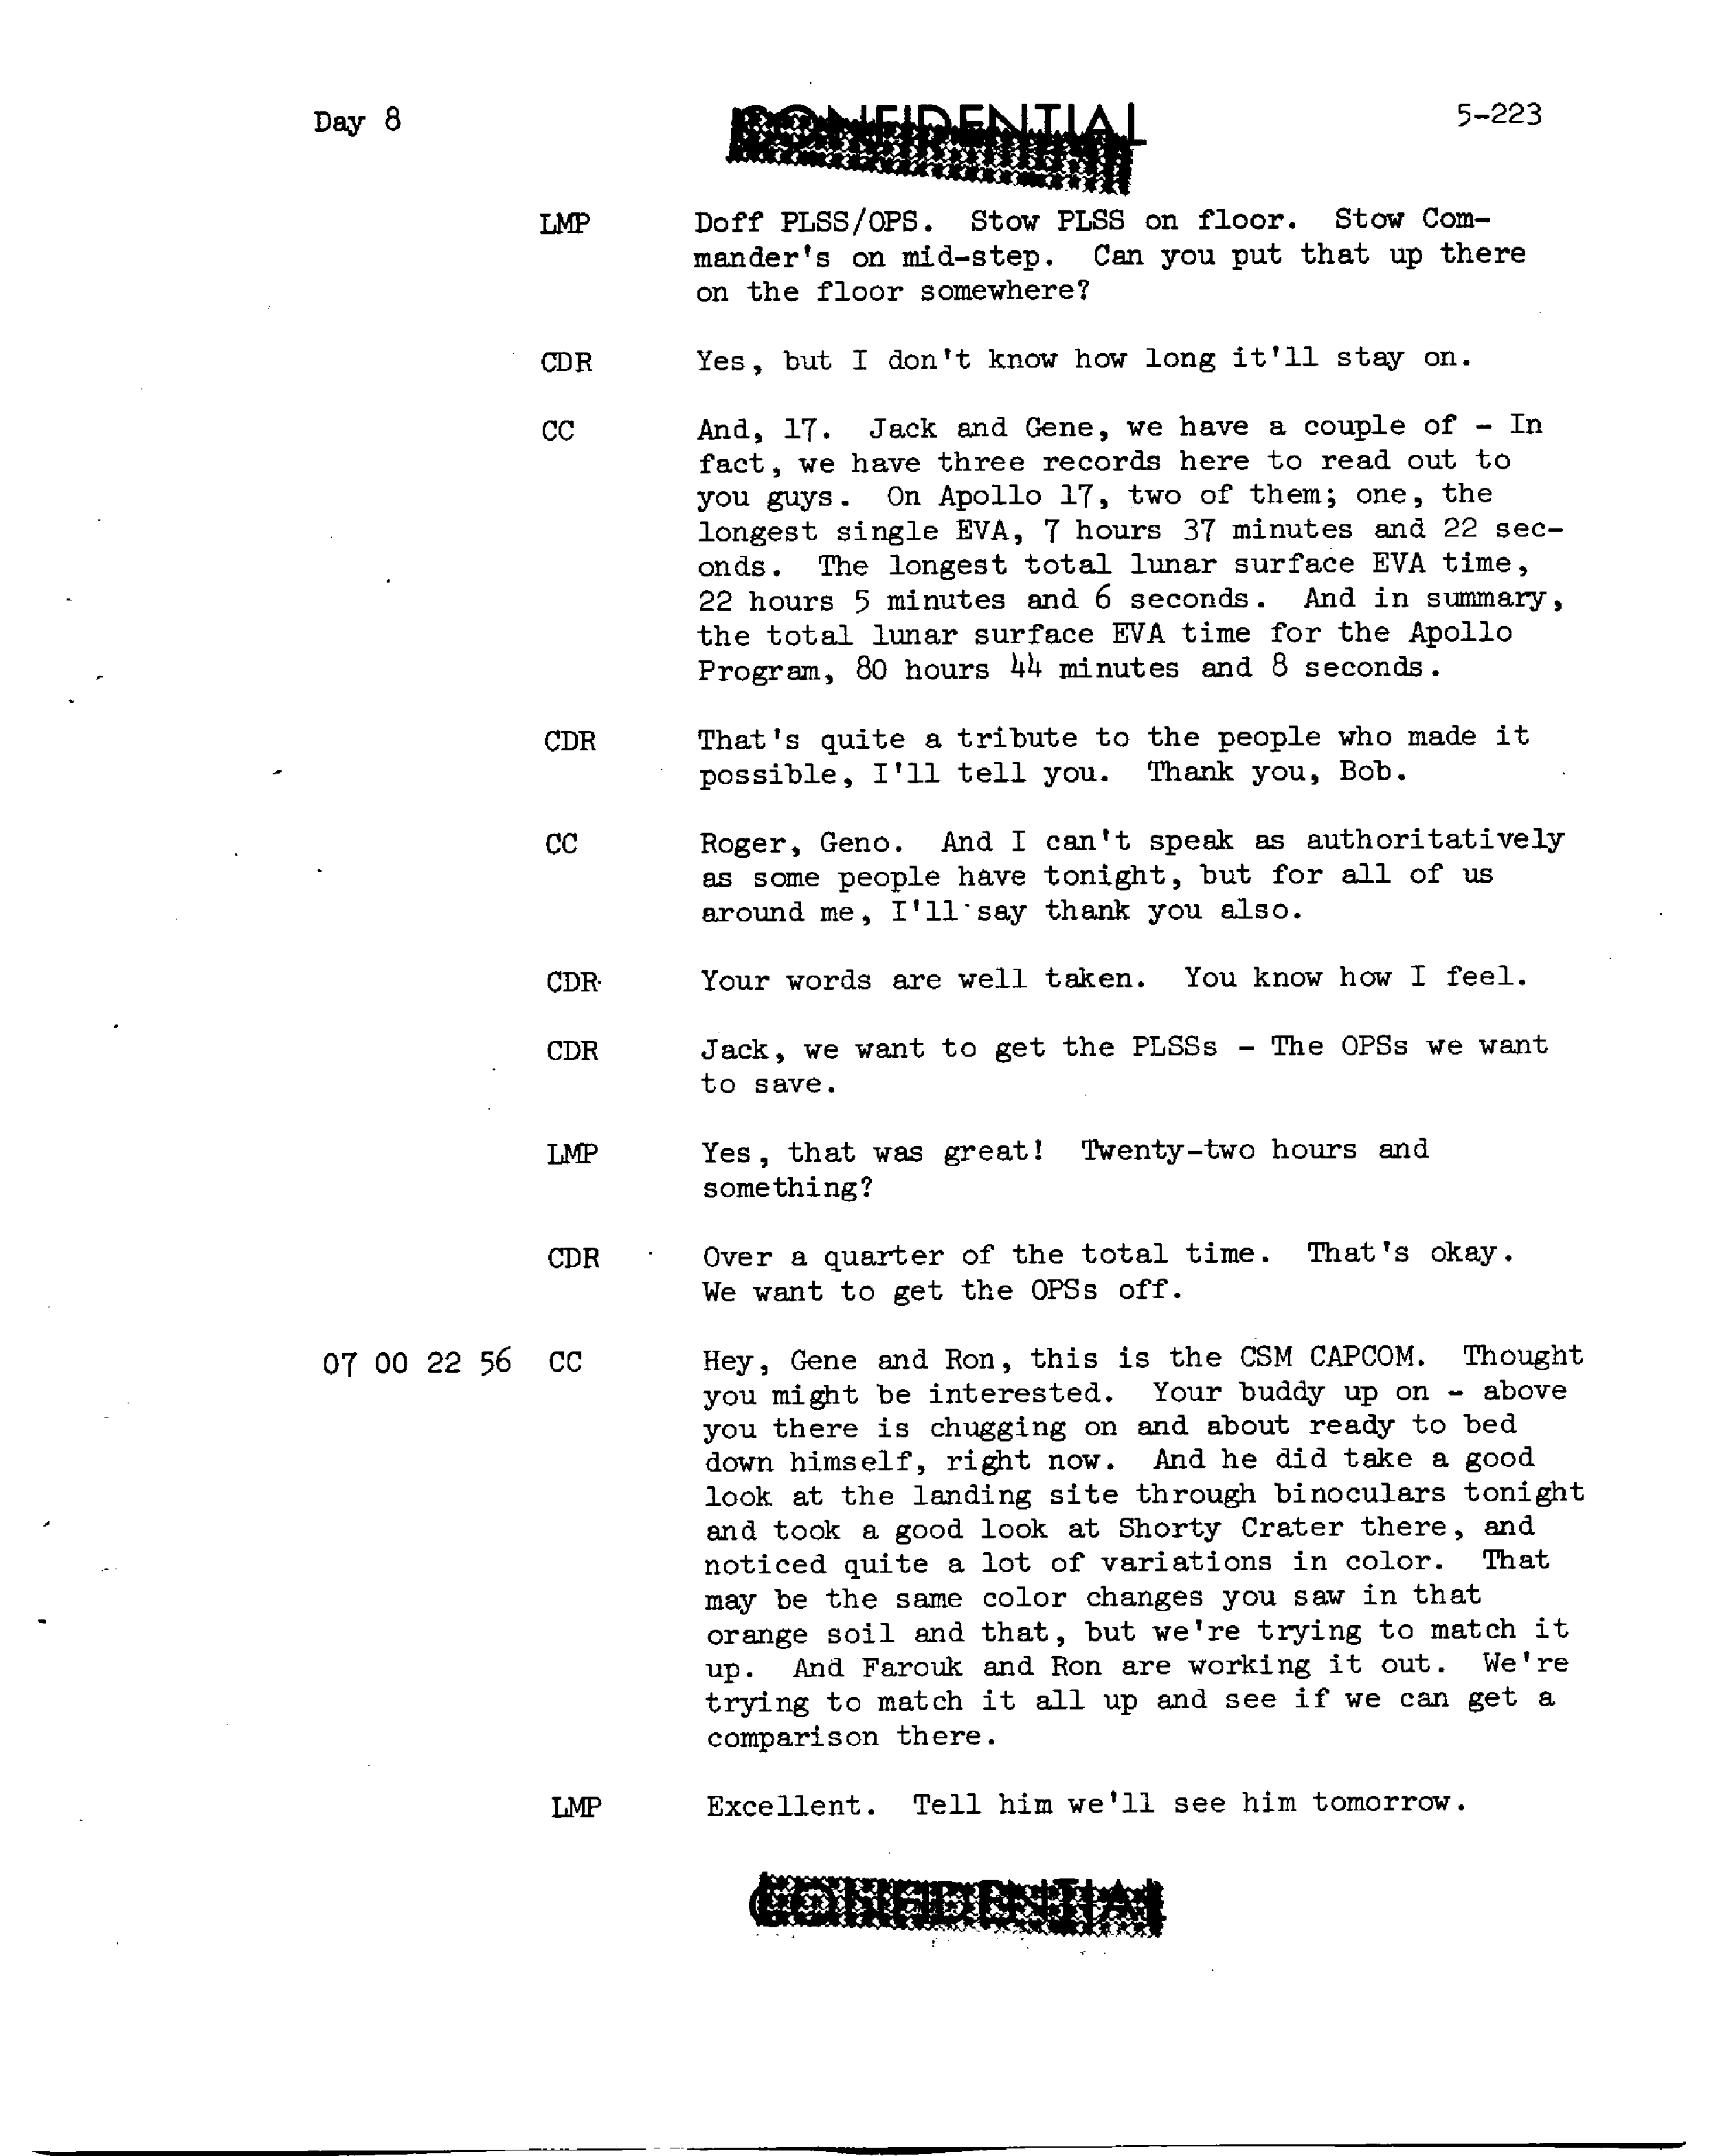 Day 8 CONFIDENTIAL 5-223
LMP Doff PLSS/OPS. Stow PLSS on floor. Stow Com-
mander's on mid-step. Can you put that up there
on the floor somewhere?
CDR Yes, but I don't know how long it'll stay on.
CC And, 17. Jack and Gene, we have a couple of - In
fact, we have three records here to read out to
you guys. On Apollo 17, two of them; one, the
longest single EVA, 7 hours 37 minutes and 22 sec-
onds. The longest total lunar surface EVA time,
22 hours 5 minutes and 6 seconds. And in summary,
the total lunar surface EVA time for the Apollo
Program, 80 hours 44 minutes and 8 seconds.
CDR That's quite a tribute to the people who made it
possible, I'll tell you. Thank you, Bob.
CC Roger, Geno. And I can't speak as authoritatively
as some people have tonight, but for all of us
around me, I'll say thank you also.
CDR Your words are well taken. You know how I feel.
CDR Jack, we want to get the PLSSs - The OPSs we want
to save.
LMP Yes, that was great! Twenty-two hours and
something?
CDR Over a quarter of the total time. That's okay.
We want to get the OPSs off.
07 00 22 56 CC Hey, Gene and Ron, this is the CSM CAPCOM. Thought
you might be interested. Your buddy up on - above
you there is chugging on and about ready to bed
down himself, right now. And he did take a good
look at the landing site through binoculars tonight
and took a good look at Shorty Crater there, and
noticed quite a lot of variations in color. That
may be the same color changes you saw in that
orange soil and that, but we're trying to match it
up. And Farouk and Ron are working it out. We're
trying to match it all up and see if we can get a
comparison there.
LMP Excellent. Tell him we'll see him tomorrow.
CONFIDENTIAL